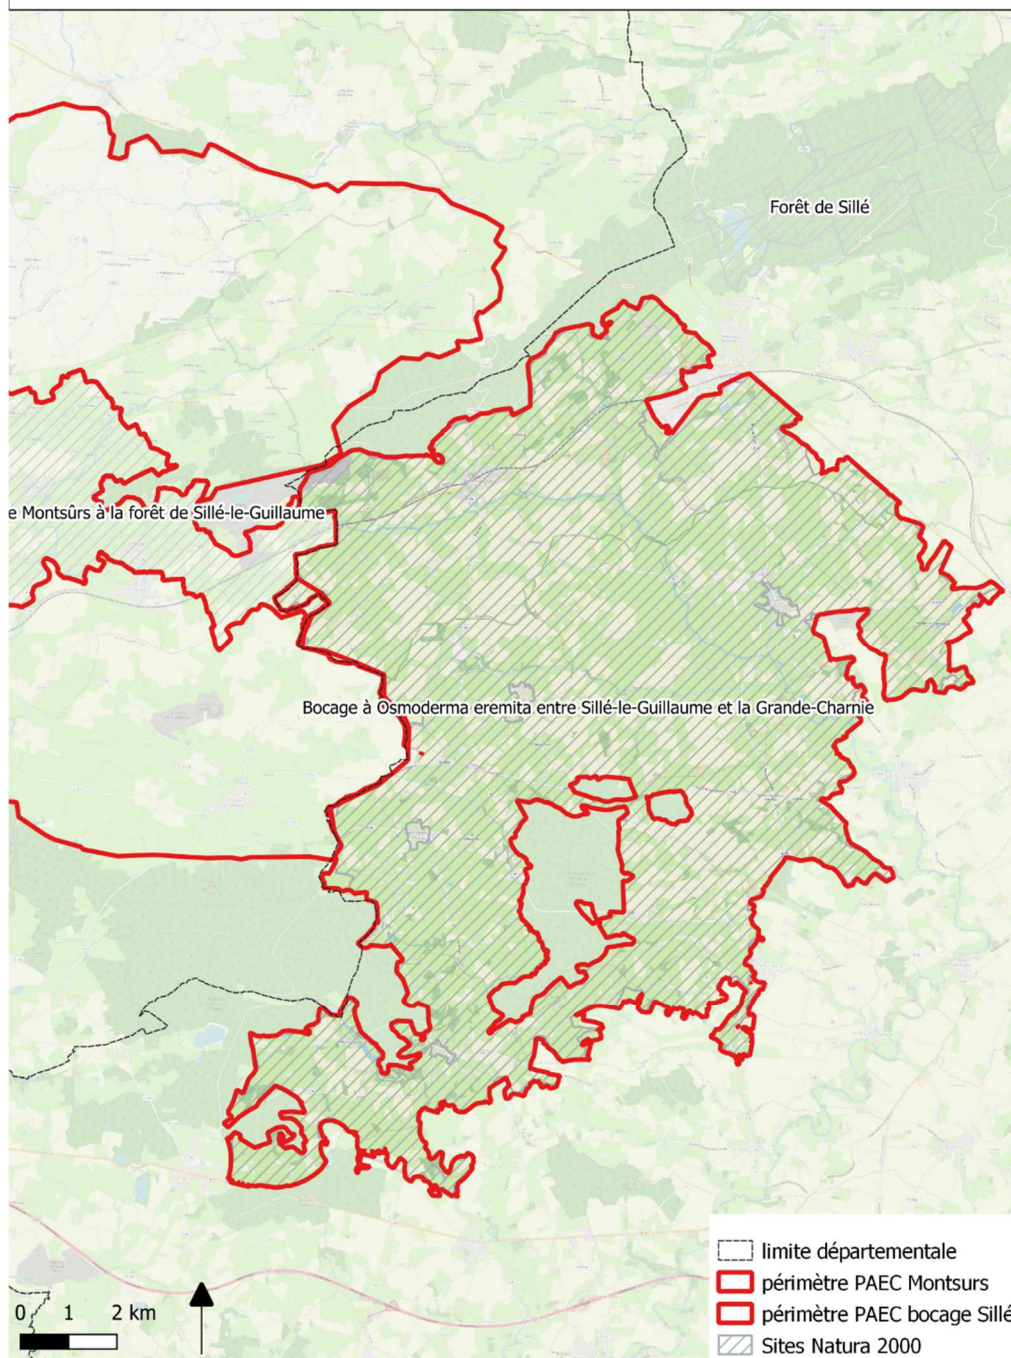 Forêt de Sillé
e Montsûrs à la forêt de Sillé-le-Guillaume
Bocage à Osmoderma eremita entre Sillé-le-Guillaume et la Grande-Charnie
limite départementale
périmètre PAEC Montsurs
périmètre PAEC bocage Sillé
Sites Natura 2000
0 1 2 km